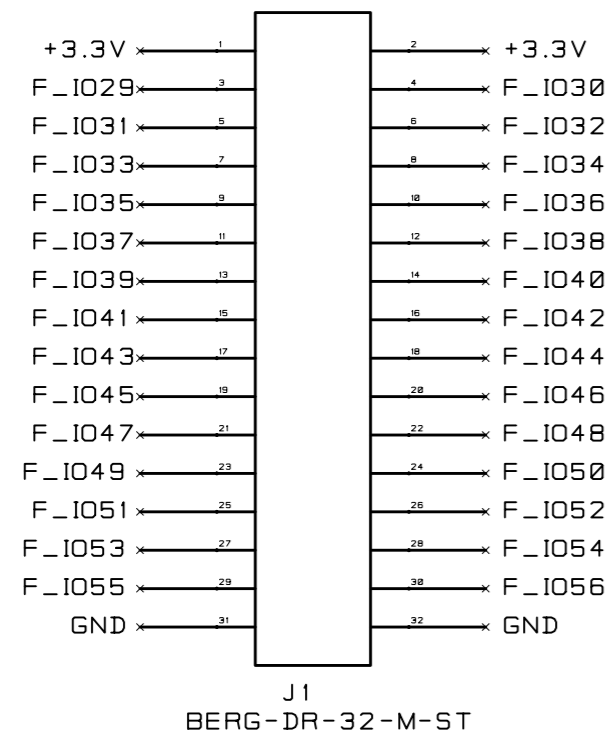 +3.3V 1 2 +3.3V
F_IO29 3 4 F_IO30
F_IO31 5 6 F_IO32
F_IO33 7 8 F_IO34
F_IO35 9 10 F_IO36
F_IO37 11 12 F_IO38
F_IO39 13 14 F_IO40
F_IO41 15 16 F_IO42
F_IO43 17 18 F_IO44
F_IO45 19 20 F_IO46
F_IO47 21 22 F_IO48
F_IO49 23 24 F_IO50
F_IO51 25 26 F_IO52
F_IO53 27 28 F_IO54
F_IO55 29 30 F_IO56
GND 31 32 GND
J1
BERG-DR-32-M-ST